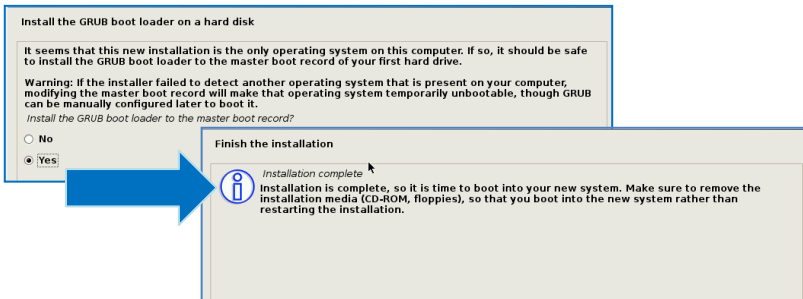 Install the GRUB boot loader on a hard disk
It seems that this new installation is the only operating system on this computer. If so, it should be safe
to install the GRUB boot loader to the master boot record of your first hard drive.
Warning: If the installer failed to detect another operating system that is present on your computer,
modifying the master boot record will make that operating system temporarily unbootable, though GRUB
can be manually configured later to boot it.
Install the GRUB boot loader to the master boot record?
No
Yes
Finish the installation
Installation complete
Installation is complete, so it is time to boot into your new system. Make sure to remove the
installation media (CD-ROM, floppies), so that you boot into the new system rather than
restarting the installation.